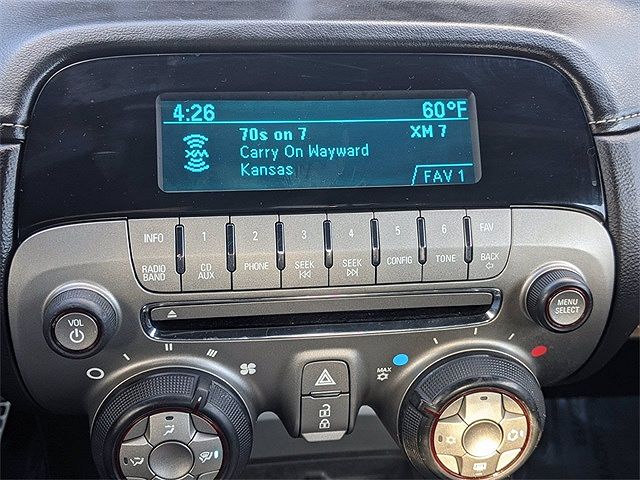 4:26 60°F
70s on 7 XM 7
XM Carry On Wayward
Kansas
FAV 1
INFO 1 2 3 4 5 6 FAV
RADIO BAND CD AUX PHONE SEEK SEEK CONFIG TONE BACK
VOL
MENU SELECT
MAX